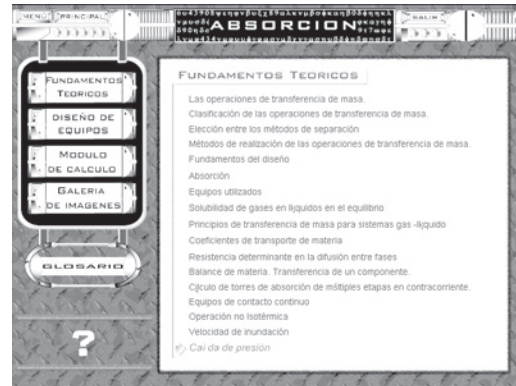 MENU PRINCIPAL
ABSORCION
SALIR
FUNDAMENTOS
TEORICOS
DISEÑO DE
EQUIPOS
MODULO
DE CALCULO
GALERIA
DE IMAGENES
GLOSARIO
?
FUNDAMENTOS TEORICOS
Las operaciones de transferencia de masa.
Clasificación de las operaciones de transferencia de masa.
Elección entre los métodos de separación
Métodos de realización de las operaciones de transferencia de masa.
Fundamentos del diseño
Absorción
Equipos utilizados
Solubilidad de gases en líquidos en el equilibrio
Principios de transferencia de masa para sistemas gas -líquido
Coeficientes de transporte de materia
Resistencia determinante en la difusión entre fases
Balance de materia. Transferencia de un componente.
Cįlculo de torres de absorción de mśltiples etapas en contracorriente.
Equipos de contacto continuo
Operación no Isotérmica
Velocidad de inundación
Caí da de presión